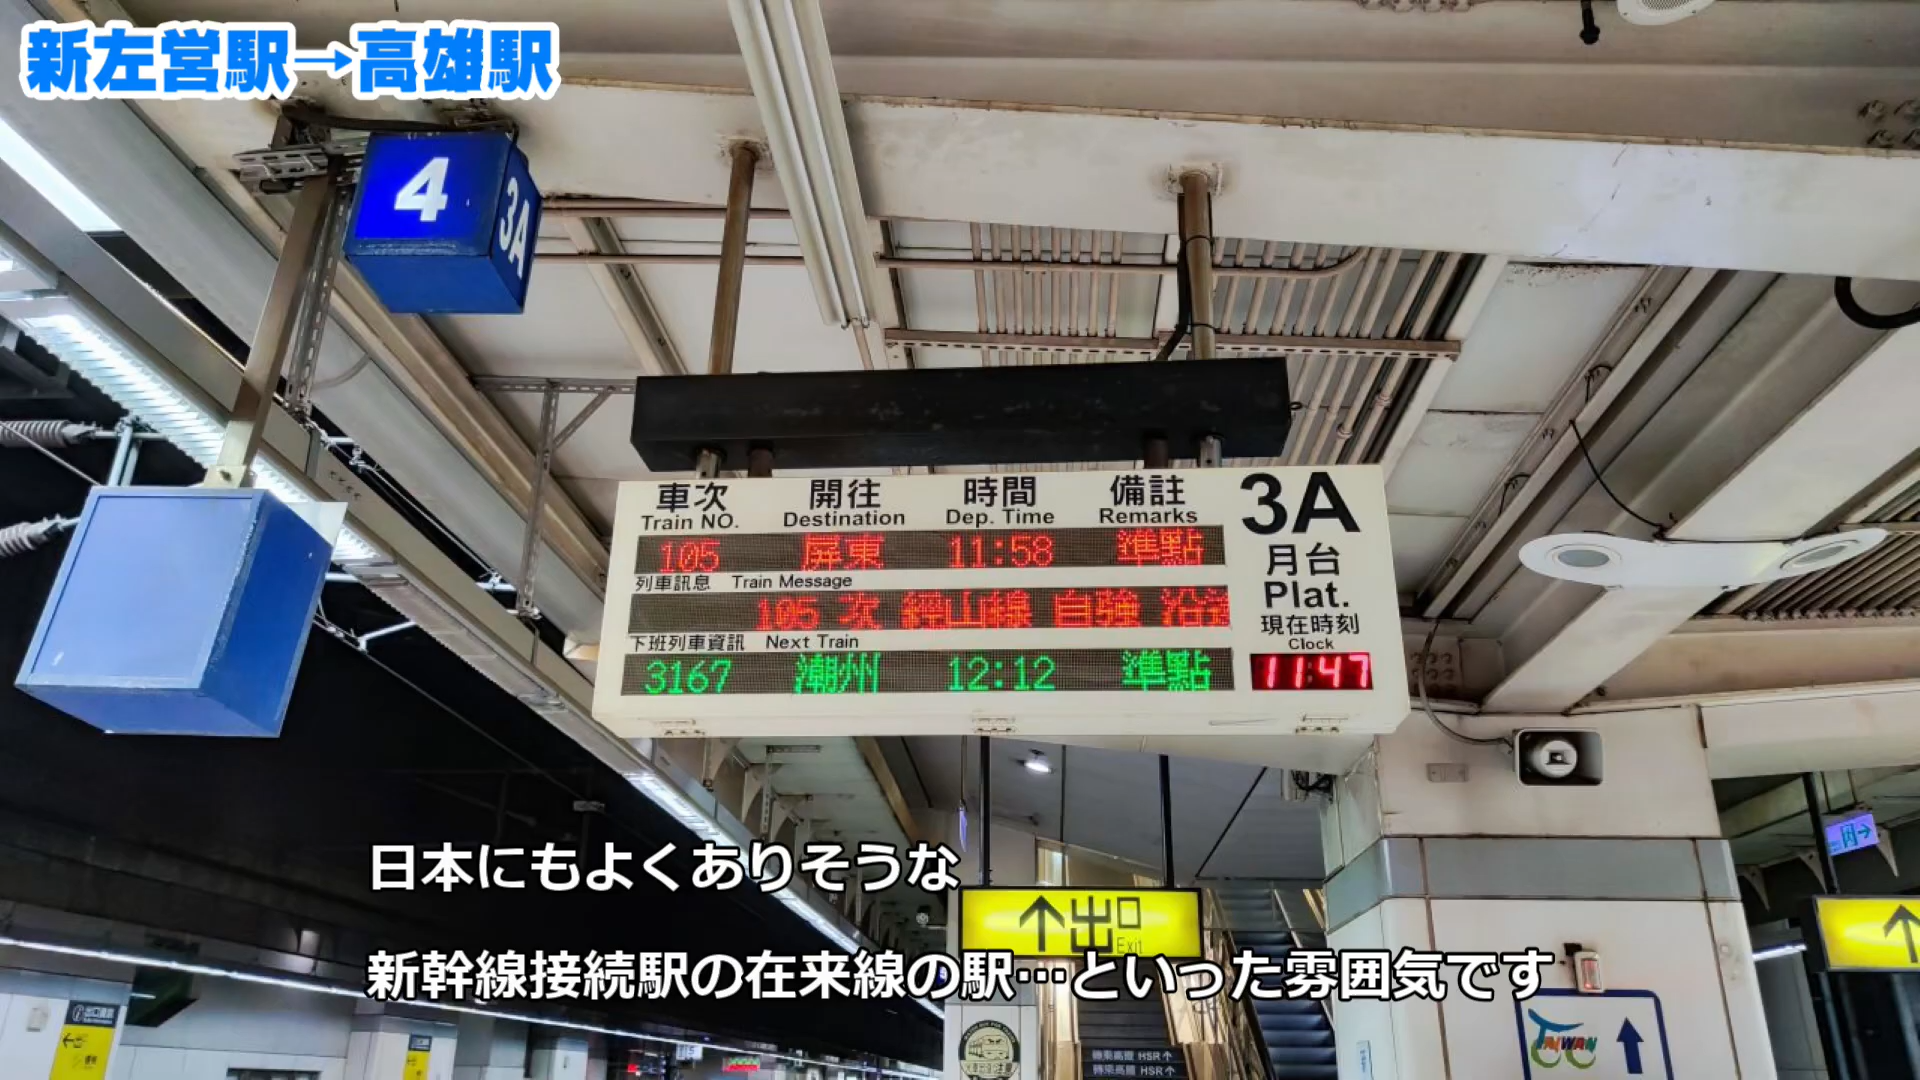 新左営駅→高雄駅
4
3A
車次 開往 時間 備註 3A
Train NO. Destination Dep. Time Remarks
105 屏東 11:58 準點 月台
列車訊息 Train Message Plat.
105 次 經山線 自強 沿
現在時刻
下班列車資訊 Next Train Clock
3167 潮州 12:12 準點 11:47
日本にもよくありそうな
↑出口
Exit
新幹線接続駅の在来線の駅…といった雰囲気です
TAIWAN
轉乘高鐵 HSR↑
轉乘高鐵 HSR↑